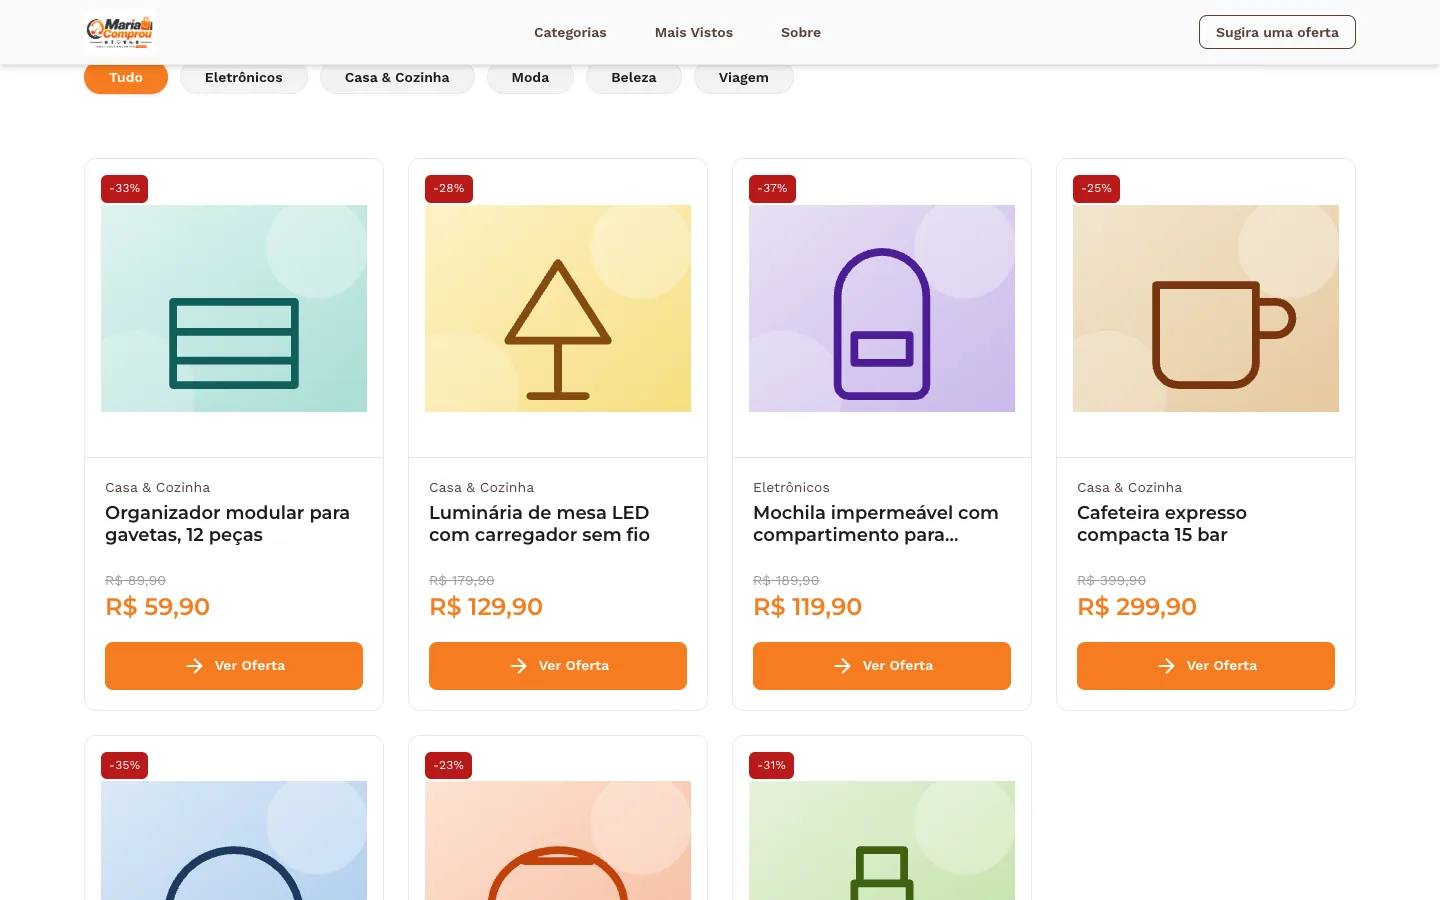 Maria
Comprou
Categorias
Mais Vistos
Sobre
Sugira uma oferta
Tudo
Eletrônicos
Casa & Cozinha
Moda
Beleza
Viagem
-33%
-28%
-37%
-25%
Casa & Cozinha
Organizador modular para
gavetas, 12 peças
R$ 89,90
R$ 59,90
Ver Oferta
Casa & Cozinha
Luminária de mesa LED
com carregador sem fio
R$ 179,90
R$ 129,90
Ver Oferta
Eletrônicos
Mochila impermeável com
compartimento para...
R$ 189,90
R$ 119,90
Ver Oferta
Casa & Cozinha
Cafeteira expresso
compacta 15 bar
R$ 399,90
R$ 299,90
Ver Oferta
-35%
-23%
-31%